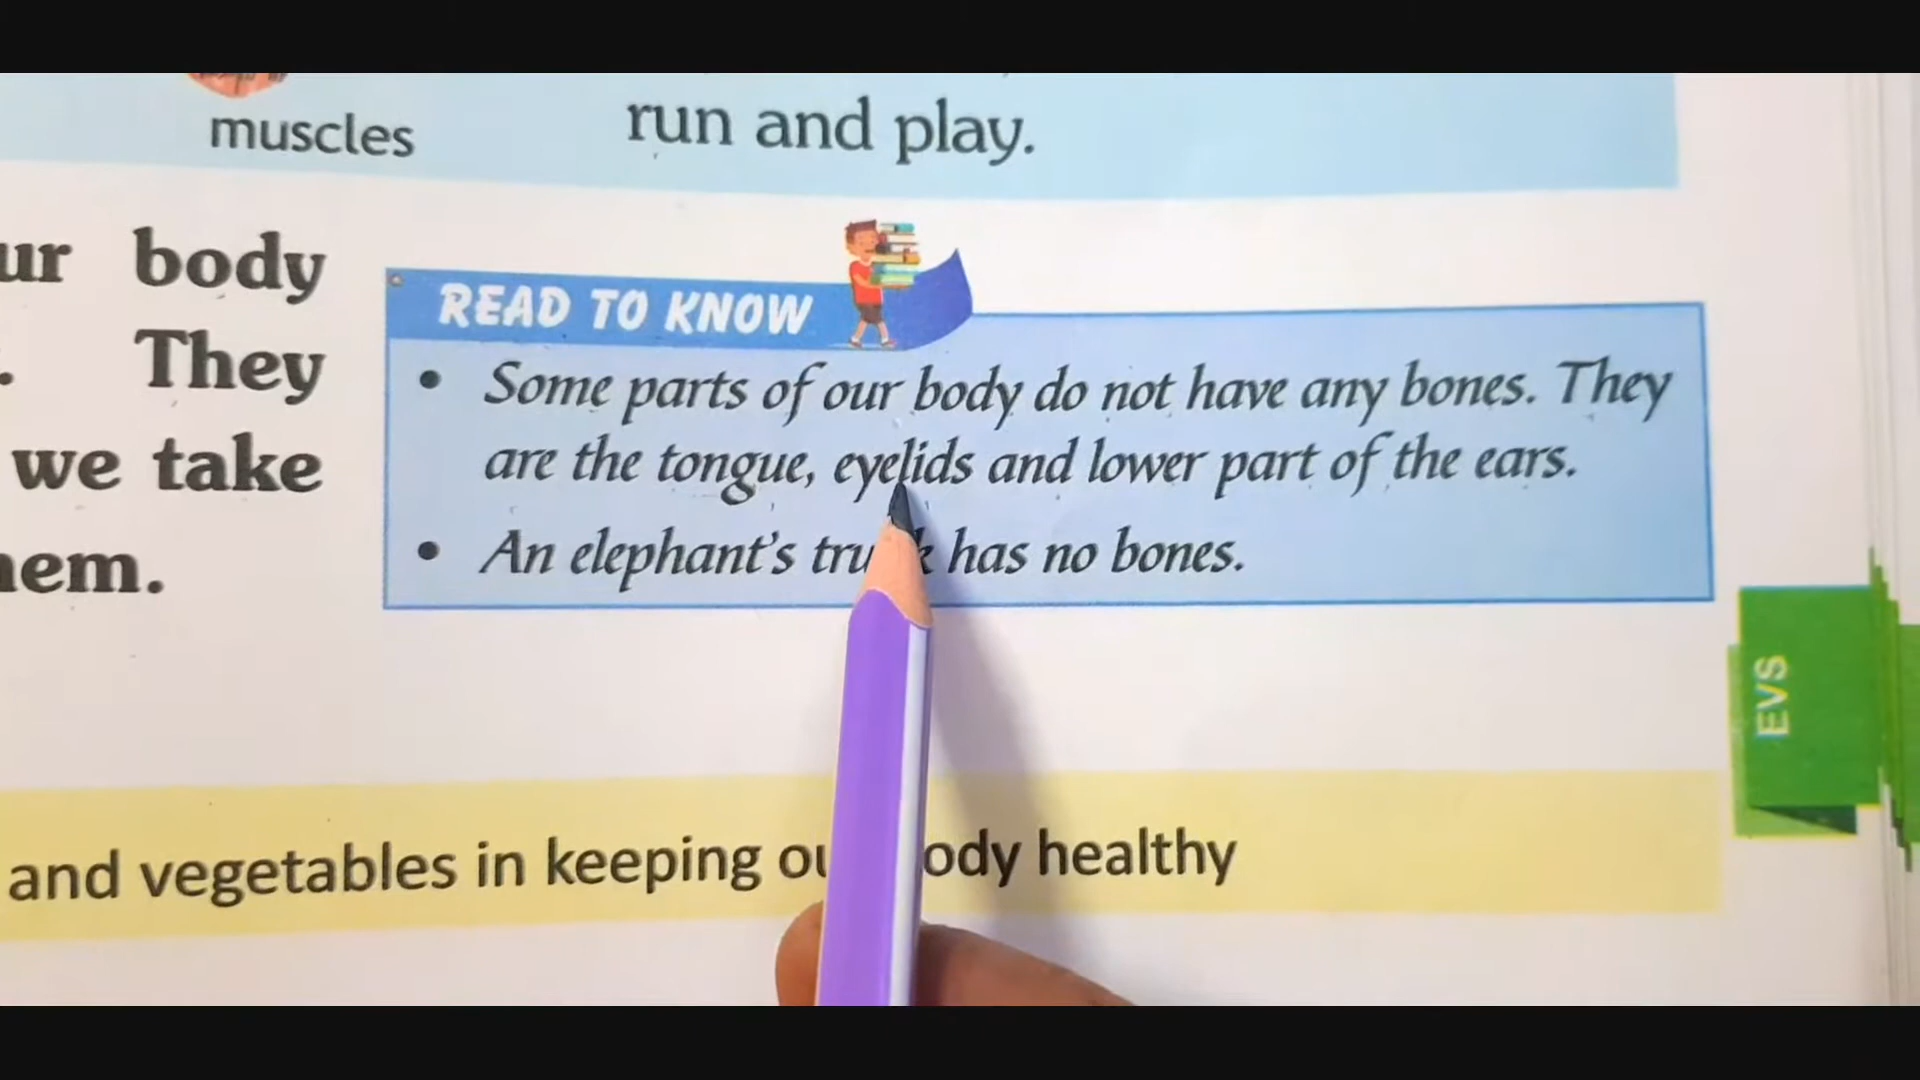 muscles
run and play.
body
They
we take
READ TO KNOW
• Some parts of our body do not have any bones. They
are the tongue, eyelids and lower part of the ears.
• An elephant's has no bones.
EVS
and vegetables in keeping healthy